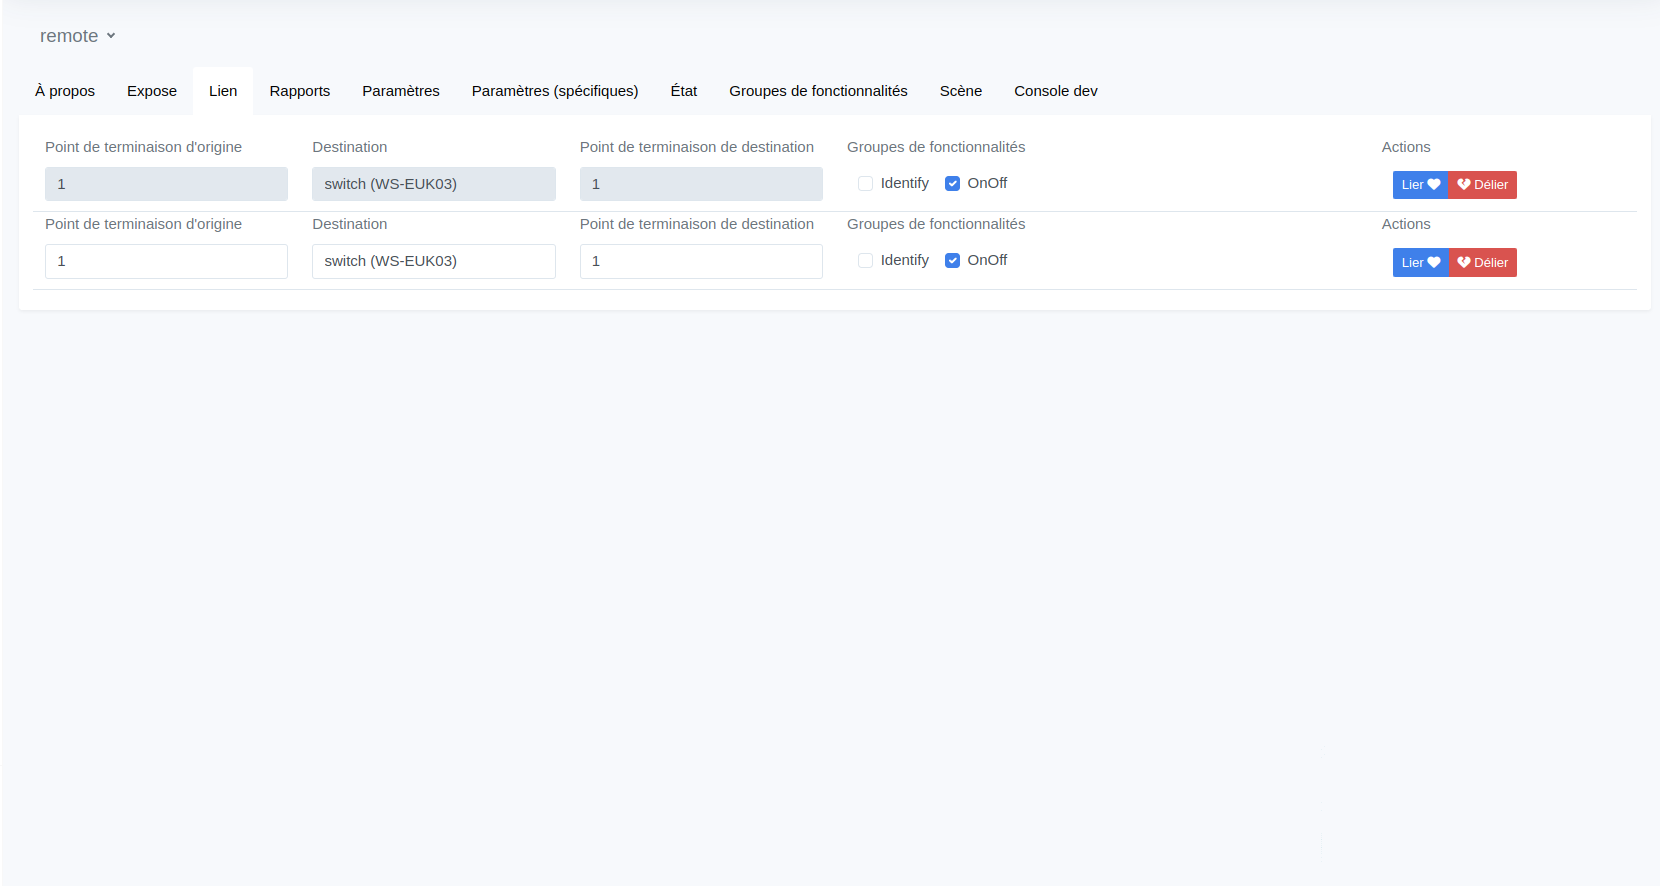 remote
À propos Expose Lien Rapports Paramètres Paramètres (spécifiques) État Groupes de fonctionnalités Scène Console dev
Point de terminaison d'origine Destination Point de terminaison de destination Groupes de fonctionnalités Actions
1 switch (WS-EUK03) 1 Identify OnOff Lier Délier
Point de terminaison d'origine Destination Point de terminaison de destination Groupes de fonctionnalités Actions
1 switch (WS-EUK03) 1 Identify OnOff Lier Délier